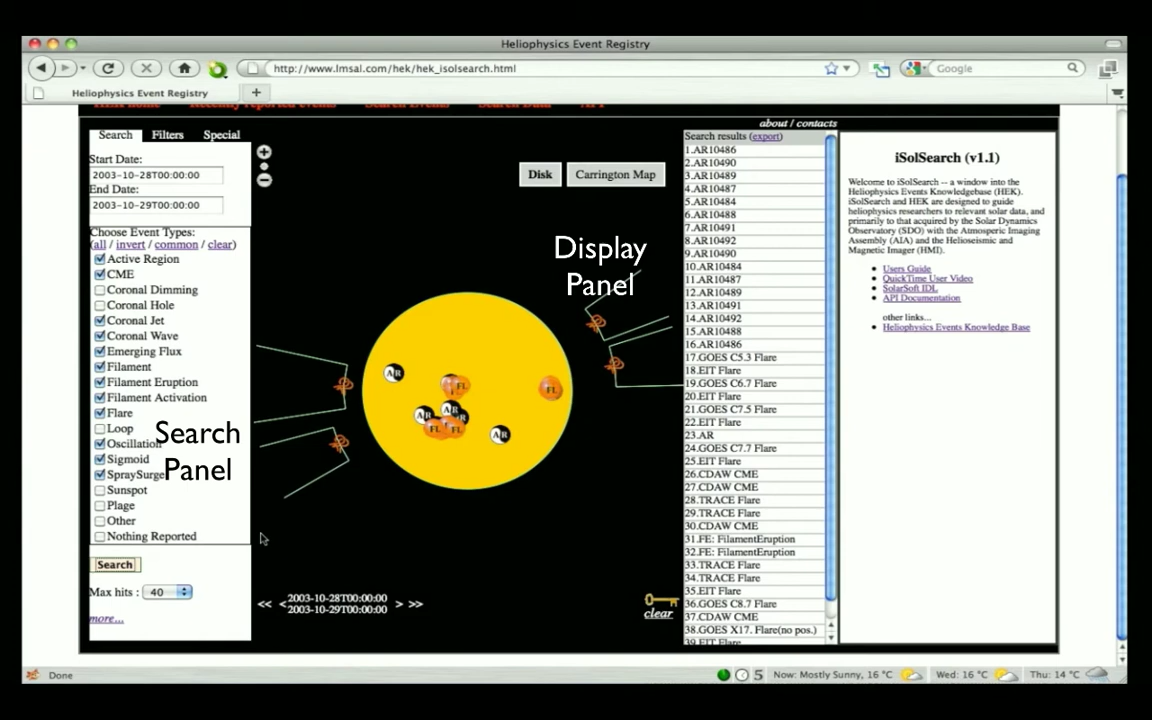 Heliophysics Event Registry
http://www.lmsal.com/hek/hek_isolsearch.html
Google
Heliophysics Event Registry
about / contacts
Search Filters Special
Start Date:
2003-10-28T00:00:00
End Date:
2003-10-29T00:00:00
Choose Event Types:
(all / invert / common / clear)
Active Region
CME
Coronal Dimming
Coronal Hole
Coronal Jet
Coronal Wave
Emerging Flux
Filament
Filament Eruption
Filament Activation
Flare
Loop
Oscillation
Sigmoid
SpraySurge
Sunspot
Plage
Other
Nothing Reported
Search
Panel
Search
Max hits : 40
more...
Disk Carrington Map
Display
Panel
AR
FL
FL
AR
AR
FL
FL
AR
<< < 2003-10-28T00:00:00 > >>
2003-10-29T00:00:00
clear
Search results (export)
1.AR10486
2.AR10490
3.AR10489
4.AR10487
5.AR10484
6.AR10488
7.AR10491
8.AR10492
9.AR10490
10.AR10484
11.AR10487
12.AR10489
13.AR10491
14.AR10492
15.AR10488
16.AR10486
17.GOES C5.3 Flare
18.EIT Flare
19.GOES C6.7 Flare
20.EIT Flare
21.GOES C7.5 Flare
22.EIT Flare
23.AR
24.GOES C7.7 Flare
25.EIT Flare
26.CDAW CME
27.CDAW CME
28.TRACE Flare
29.TRACE Flare
30.CDAW CME
31.FE: FilamentEruption
32.FE: FilamentEruption
33.TRACE Flare
34.TRACE Flare
35.EIT Flare
36.GOES C8.7 Flare
37.CDAW CME
38.GOES X17. Flare(no pos.)
39.EIT Flare
iSolSearch (v1.1)
Welcome to iSolSearch -- a window into the
Heliophysics Events Knowledgebase (HEK).
iSolSearch and HEK are designed to guide
heliophysics researchers to relevant solar data, and
primarily to that acquired by the Solar Dynamics
Observatory (SDO) with the Atmosperic Imaging
Assembly (AIA) and the Helioseismic and
Magnetic Imager (HMI).
Users Guide
QuickTime User Video
SolarSoft IDL
API Documentation
other links...
Heliophysics Events Knowledge Base
Done
5 Now: Mostly Sunny, 16 °C Wed: 16 °C Thu: 14 °C